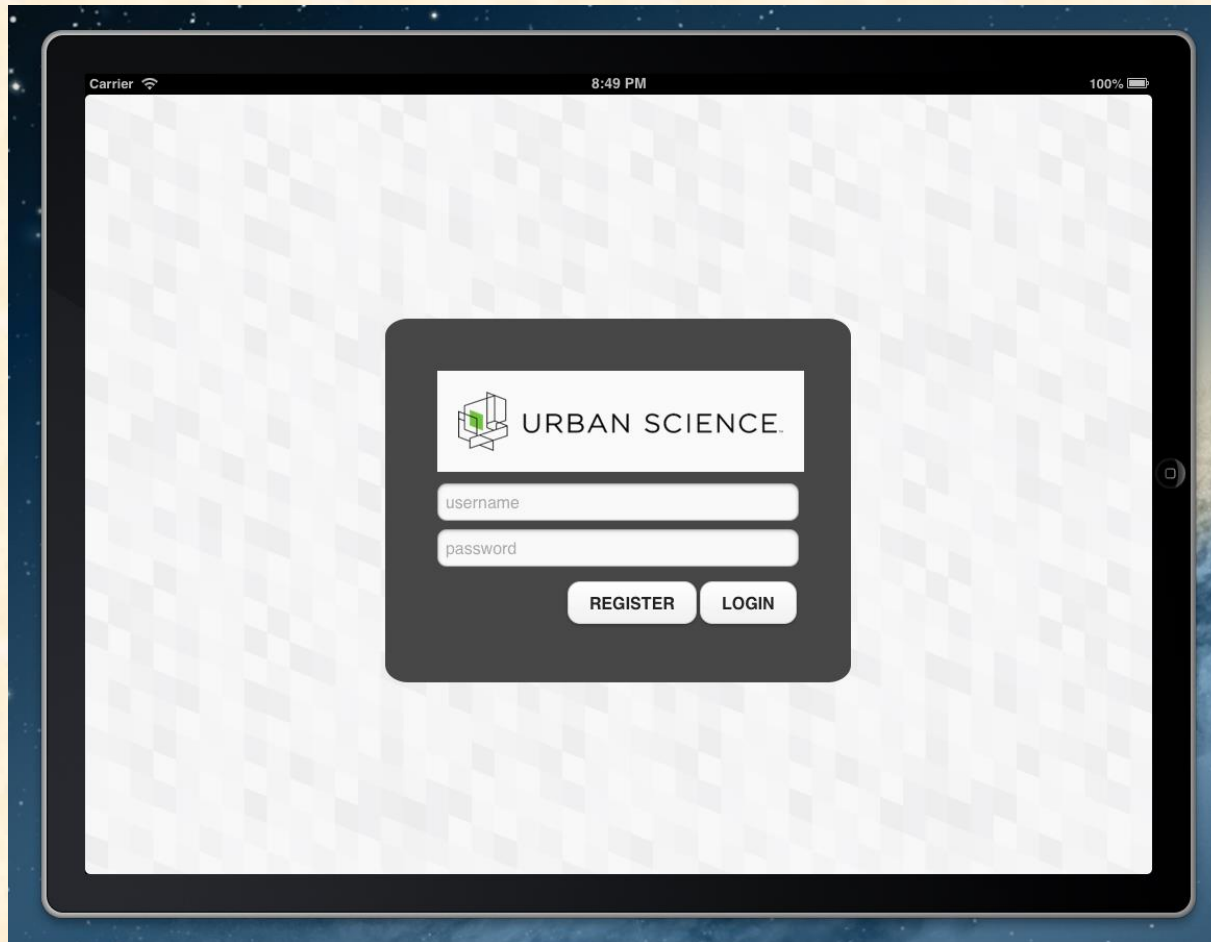 Carrier 8:49 PM 100%
URBAN SCIENCE
username
password
REGISTER LOGIN